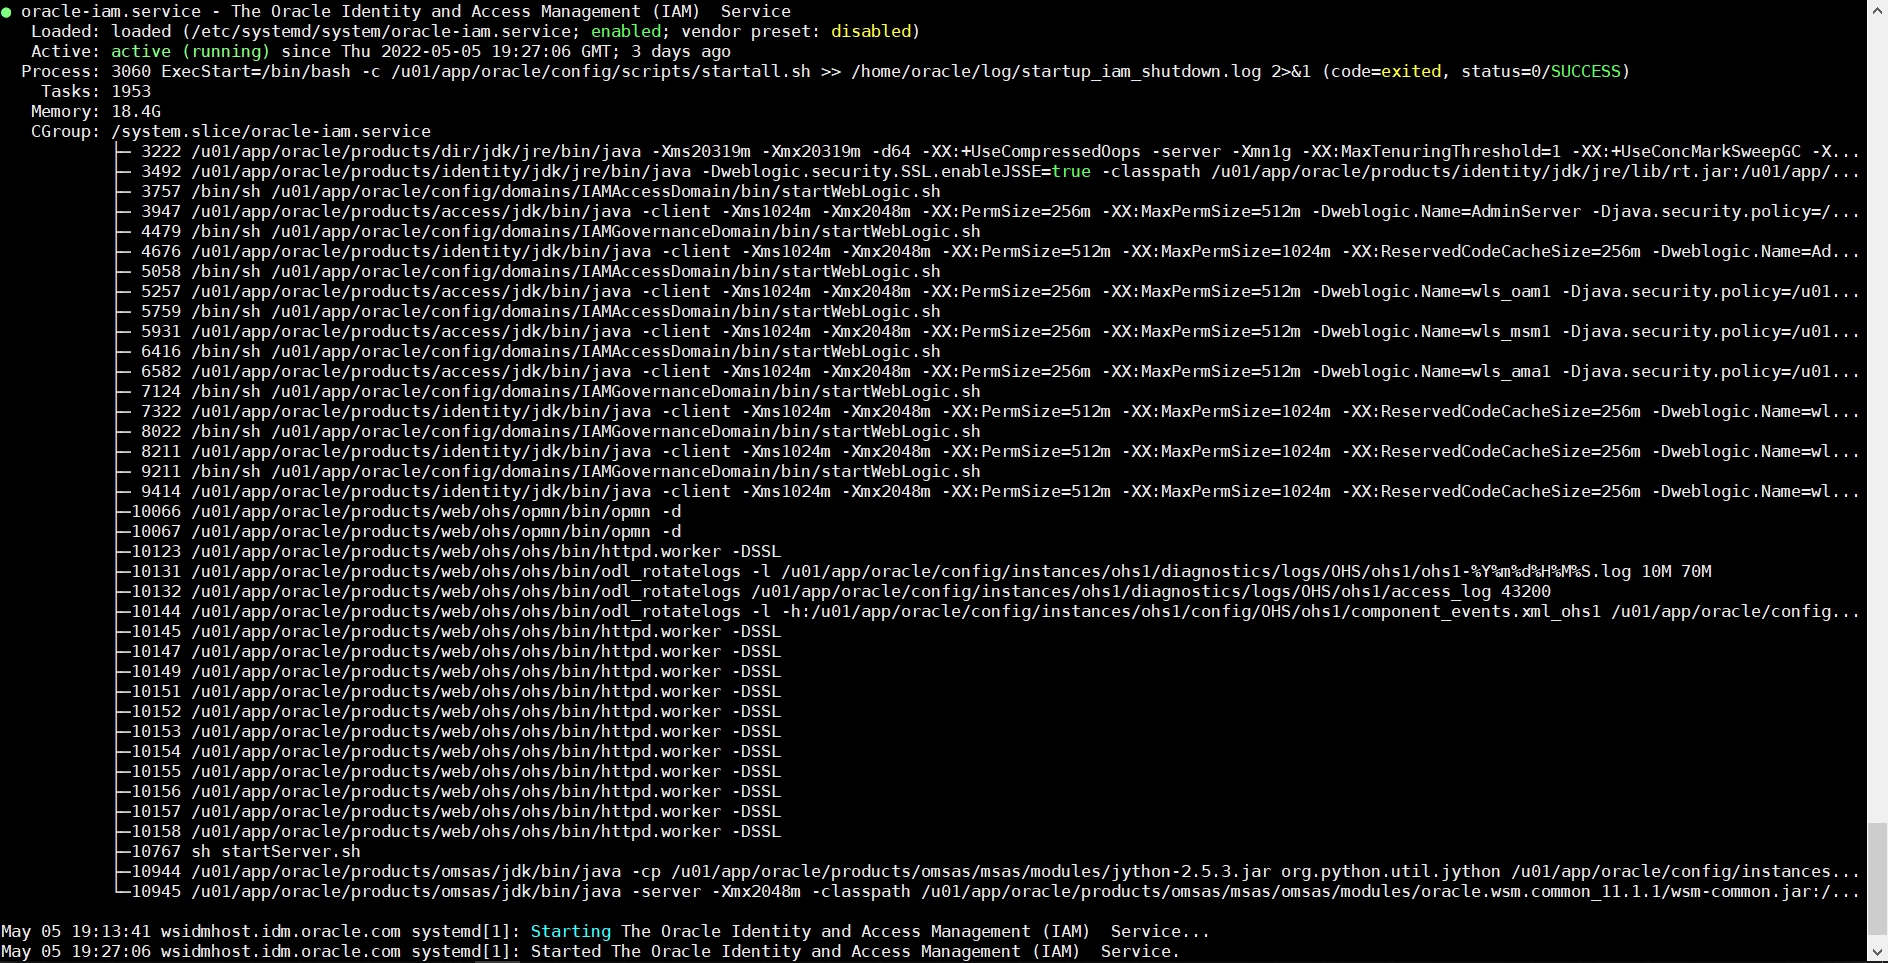 ● oracle-iam.service - The Oracle Identity and Access Management (IAM)  Service
   Loaded: loaded (/etc/systemd/system/oracle-iam.service; enabled; vendor preset: disabled)
   Active: active (running) since Thu 2022-05-05 19:27:06 GMT; 3 days ago
  Process: 3060 ExecStart=/bin/bash -c /u01/app/oracle/config/scripts/startall.sh >> /home/oracle/log/startup_iam_shutdown.log 2>&1 (code=exited, status=0/SUCCESS)
    Tasks: 1953
   Memory: 18.4G
   CGroup: /system.slice/oracle-iam.service
           ├─ 3222 /u01/app/oracle/products/dir/jdk/jre/bin/java -Xms20319m -Xmx20319m -d64 -XX:+UseCompressedOops -server -Xmn1g -XX:MaxTenuringThreshold=1 -XX:+UseConcMarkSweepGC -X...
           ├─ 3492 /u01/app/oracle/products/identity/jdk/jre/bin/java -Dweblogic.security.SSL.enableJSSE=true -classpath /u01/app/oracle/products/identity/jdk/jre/lib/rt.jar:/u01/app/...
           ├─ 3757 /bin/sh /u01/app/oracle/config/domains/IAMAccessDomain/bin/startWebLogic.sh
           ├─ 3947 /u01/app/oracle/products/access/jdk/bin/java -client -Xms1024m -Xmx2048m -XX:PermSize=256m -XX:MaxPermSize=512m -Dweblogic.Name=AdminServer -Djava.security.policy=/...
           ├─ 4479 /bin/sh /u01/app/oracle/config/domains/IAMGovernanceDomain/bin/startWebLogic.sh
           ├─ 4676 /u01/app/oracle/products/identity/jdk/bin/java -client -Xms1024m -Xmx2048m -XX:PermSize=512m -XX:MaxPermSize=1024m -XX:ReservedCodeCacheSize=256m -Dweblogic.Name=Ad...
           ├─ 5058 /bin/sh /u01/app/oracle/config/domains/IAMAccessDomain/bin/startWebLogic.sh
           ├─ 5257 /u01/app/oracle/products/access/jdk/bin/java -client -Xms1024m -Xmx2048m -XX:PermSize=256m -XX:MaxPermSize=512m -Dweblogic.Name=wls_oam1 -Djava.security.policy=/u01...
           ├─ 5759 /bin/sh /u01/app/oracle/config/domains/IAMAccessDomain/bin/startWebLogic.sh
           ├─ 5931 /u01/app/oracle/products/access/jdk/bin/java -client -Xms1024m -Xmx2048m -XX:PermSize=256m -XX:MaxPermSize=512m -Dweblogic.Name=wls_msm1 -Djava.security.policy=/u01...
           ├─ 6416 /bin/sh /u01/app/oracle/config/domains/IAMAccessDomain/bin/startWebLogic.sh
           ├─ 6582 /u01/app/oracle/products/access/jdk/bin/java -client -Xms1024m -Xmx2048m -XX:PermSize=256m -XX:MaxPermSize=512m -Dweblogic.Name=wls_ama1 -Djava.security.policy=/u01...
           ├─ 7124 /bin/sh /u01/app/oracle/config/domains/IAMGovernanceDomain/bin/startWebLogic.sh
           ├─ 7322 /u01/app/oracle/products/identity/jdk/bin/java -client -Xms1024m -Xmx2048m -XX:PermSize=512m -XX:MaxPermSize=1024m -XX:ReservedCodeCacheSize=256m -Dweblogic.Name=wl...
           ├─ 8022 /bin/sh /u01/app/oracle/config/domains/IAMGovernanceDomain/bin/startWebLogic.sh
           ├─ 8211 /u01/app/oracle/products/identity/jdk/bin/java -client -Xms1024m -Xmx2048m -XX:PermSize=512m -XX:MaxPermSize=1024m -XX:ReservedCodeCacheSize=256m -Dweblogic.Name=wl...
           ├─ 9211 /bin/sh /u01/app/oracle/config/domains/IAMGovernanceDomain/bin/startWebLogic.sh
           ├─ 9414 /u01/app/oracle/products/identity/jdk/bin/java -client -Xms1024m -Xmx2048m -XX:PermSize=512m -XX:MaxPermSize=1024m -XX:ReservedCodeCacheSize=256m -Dweblogic.Name=wl...
           ├─10066 /u01/app/oracle/products/web/ohs/opmn/bin/opmn -d
           ├─10067 /u01/app/oracle/products/web/ohs/opmn/bin/opmn -d
           ├─10123 /u01/app/oracle/products/web/ohs/ohs/bin/httpd.worker -DSSL
           ├─10131 /u01/app/oracle/products/web/ohs/ohs/bin/odl_rotatelogs -l /u01/app/oracle/config/instances/ohs1/diagnostics/logs/OHS/ohs1/ohs1-%Y%m%d%H%M%S.log 10M 70M
           ├─10132 /u01/app/oracle/products/web/ohs/ohs/bin/odl_rotatelogs /u01/app/oracle/config/instances/ohs1/diagnostics/logs/OHS/ohs1/access_log 43200
           ├─10144 /u01/app/oracle/products/web/ohs/ohs/bin/odl_rotatelogs -l -h:/u01/app/oracle/config/instances/ohs1/config/OHS/ohs1/component_events.xml_ohs1 /u01/app/oracle/config...
           ├─10145 /u01/app/oracle/products/web/ohs/ohs/bin/httpd.worker -DSSL
           ├─10147 /u01/app/oracle/products/web/ohs/ohs/bin/httpd.worker -DSSL
           ├─10149 /u01/app/oracle/products/web/ohs/ohs/bin/httpd.worker -DSSL
           ├─10151 /u01/app/oracle/products/web/ohs/ohs/bin/httpd.worker -DSSL
           ├─10152 /u01/app/oracle/products/web/ohs/ohs/bin/httpd.worker -DSSL
           ├─10153 /u01/app/oracle/products/web/ohs/ohs/bin/httpd.worker -DSSL
           ├─10154 /u01/app/oracle/products/web/ohs/ohs/bin/httpd.worker -DSSL
           ├─10155 /u01/app/oracle/products/web/ohs/ohs/bin/httpd.worker -DSSL
           ├─10156 /u01/app/oracle/products/web/ohs/ohs/bin/httpd.worker -DSSL
           ├─10157 /u01/app/oracle/products/web/ohs/ohs/bin/httpd.worker -DSSL
           ├─10158 /u01/app/oracle/products/web/ohs/ohs/bin/httpd.worker -DSSL
           ├─10767 sh startServer.sh
           ├─10944 /u01/app/oracle/products/omsas/jdk/bin/java -cp /u01/app/oracle/products/omsas/msas/modules/jython-2.5.3.jar org.python.util.jython /u01/app/oracle/config/instances...
           └─10945 /u01/app/oracle/products/omsas/jdk/bin/java -server -Xmx2048m -classpath /u01/app/oracle/products/omsas/msas/omsas/modules/oracle.wsm.common_11.1.1/wsm-common.jar:/...

May 05 19:13:41 wsidmhost.idm.oracle.com systemd[1]: Starting The Oracle Identity and Access Management (IAM)  Service...
May 05 19:27:06 wsidmhost.idm.oracle.com systemd[1]: Started The Oracle Identity and Access Management (IAM)  Service.